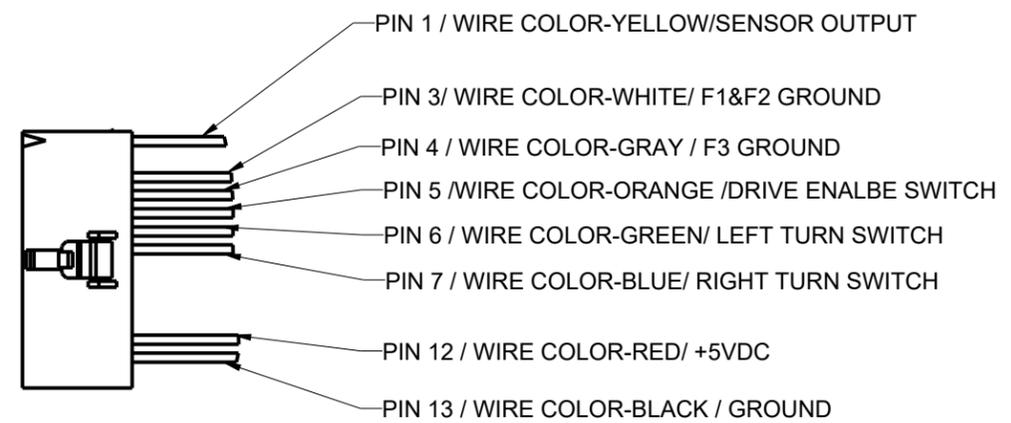 PIN 1 / WIRE COLOR-YELLOW/SENSOR OUTPUT
PIN 3/ WIRE COLOR-WHITE/ F1&F2 GROUND
PIN 4 / WIRE COLOR-GRAY / F3 GROUND
PIN 5 /WIRE COLOR-ORANGE /DRIVE ENALBE SWITCH
PIN 6 / WIRE COLOR-GREEN/ LEFT TURN SWITCH
PIN 7 / WIRE COLOR-BLUE/ RIGHT TURN SWITCH
PIN 12 / WIRE COLOR-RED/ +5VDC
PIN 13 / WIRE COLOR-BLACK / GROUND